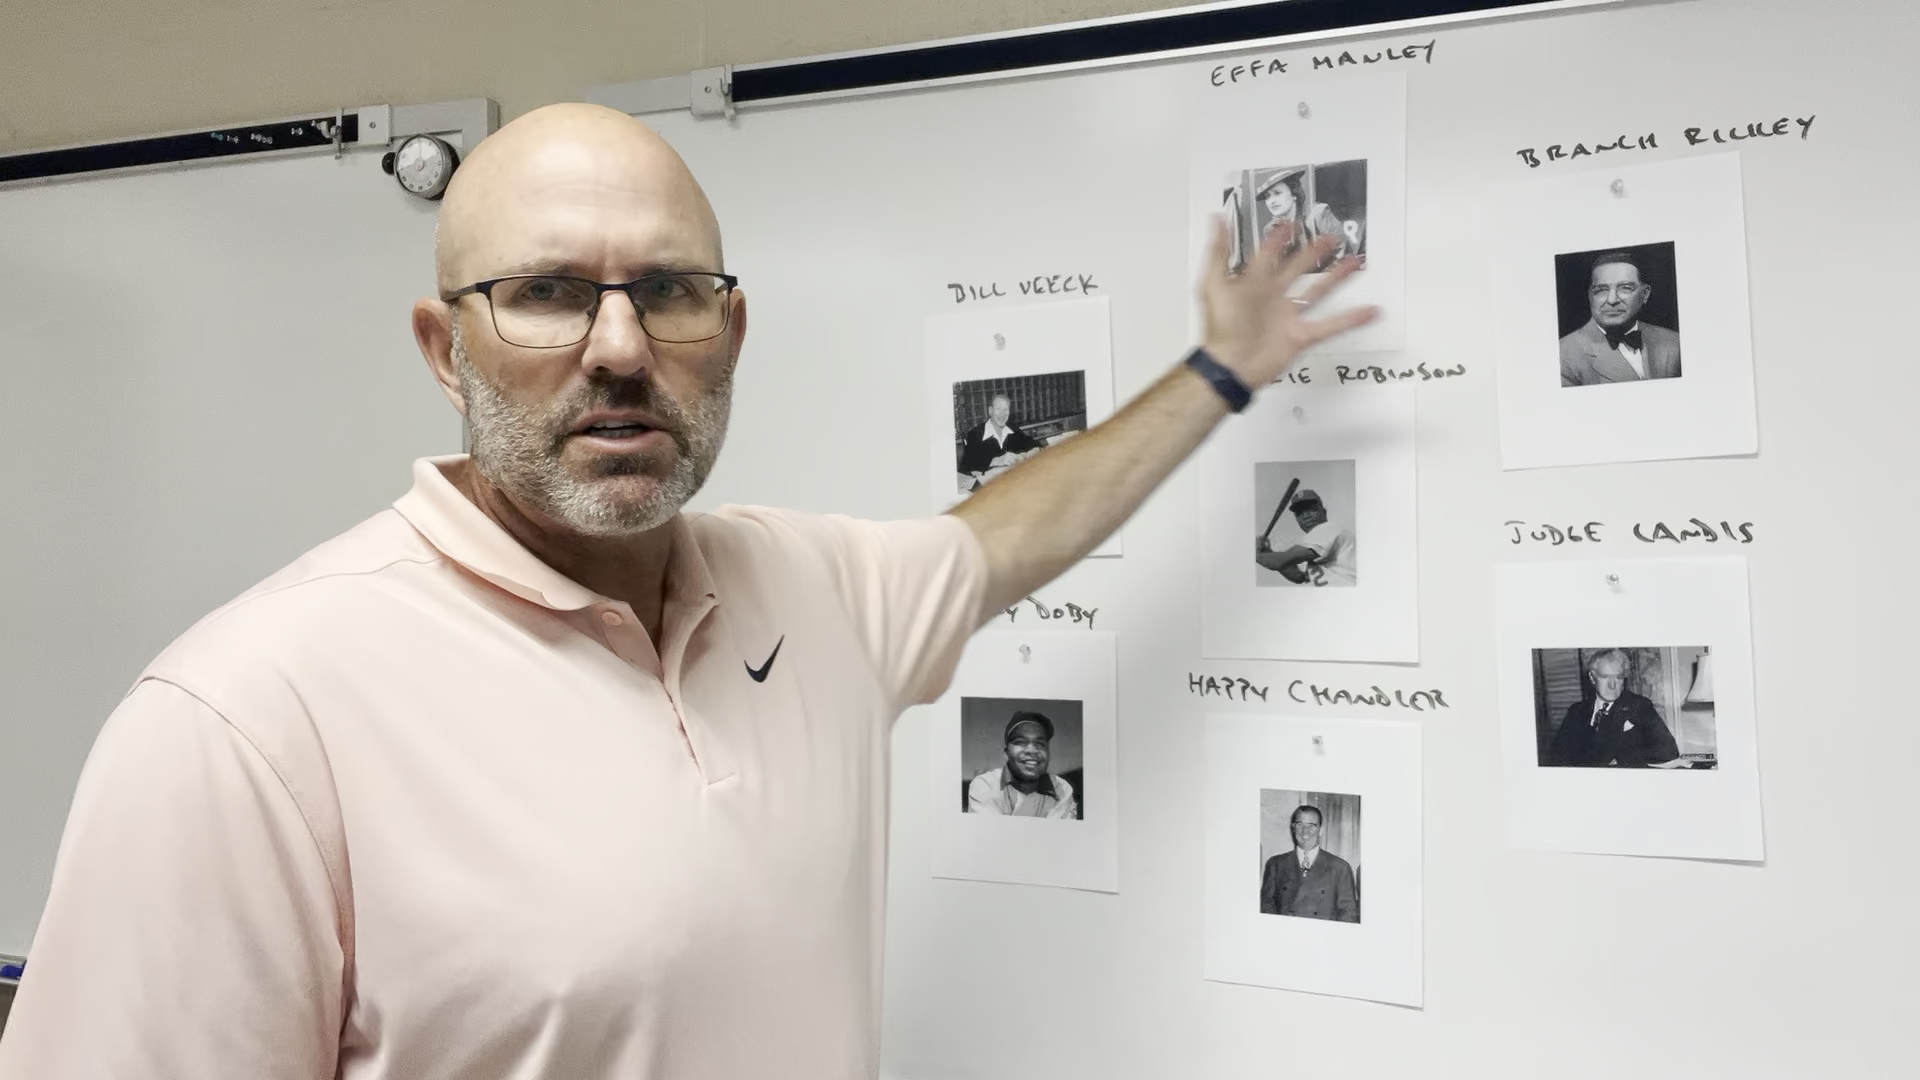 EFFA MANLEY
BRANCH RICKEY
BILL VEECK
ROBINSON
JUDGE LANDIS
DOBY
HAPPY CHANDLER